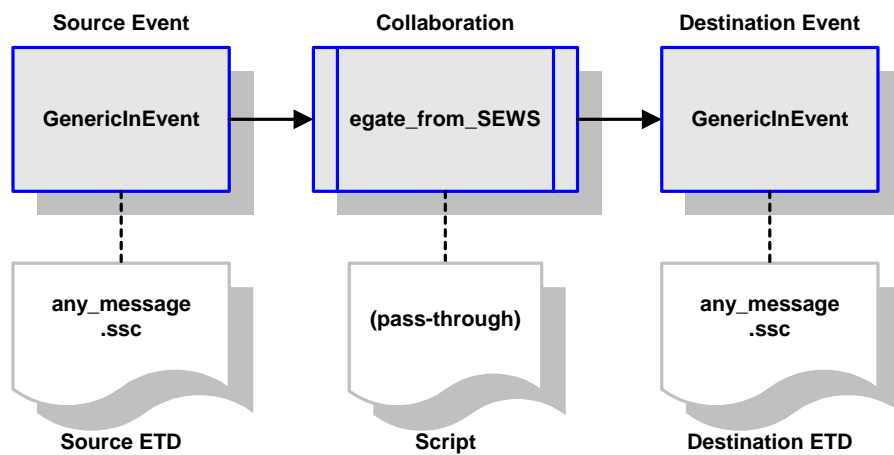 Source Event
Collaboration
Destination Event
GenericInEvent
egate_from_SEWS
GenericInEvent
any_message
.ssc
(pass-through)
any_message
.ssc
Source ETD
Script
Destination ETD